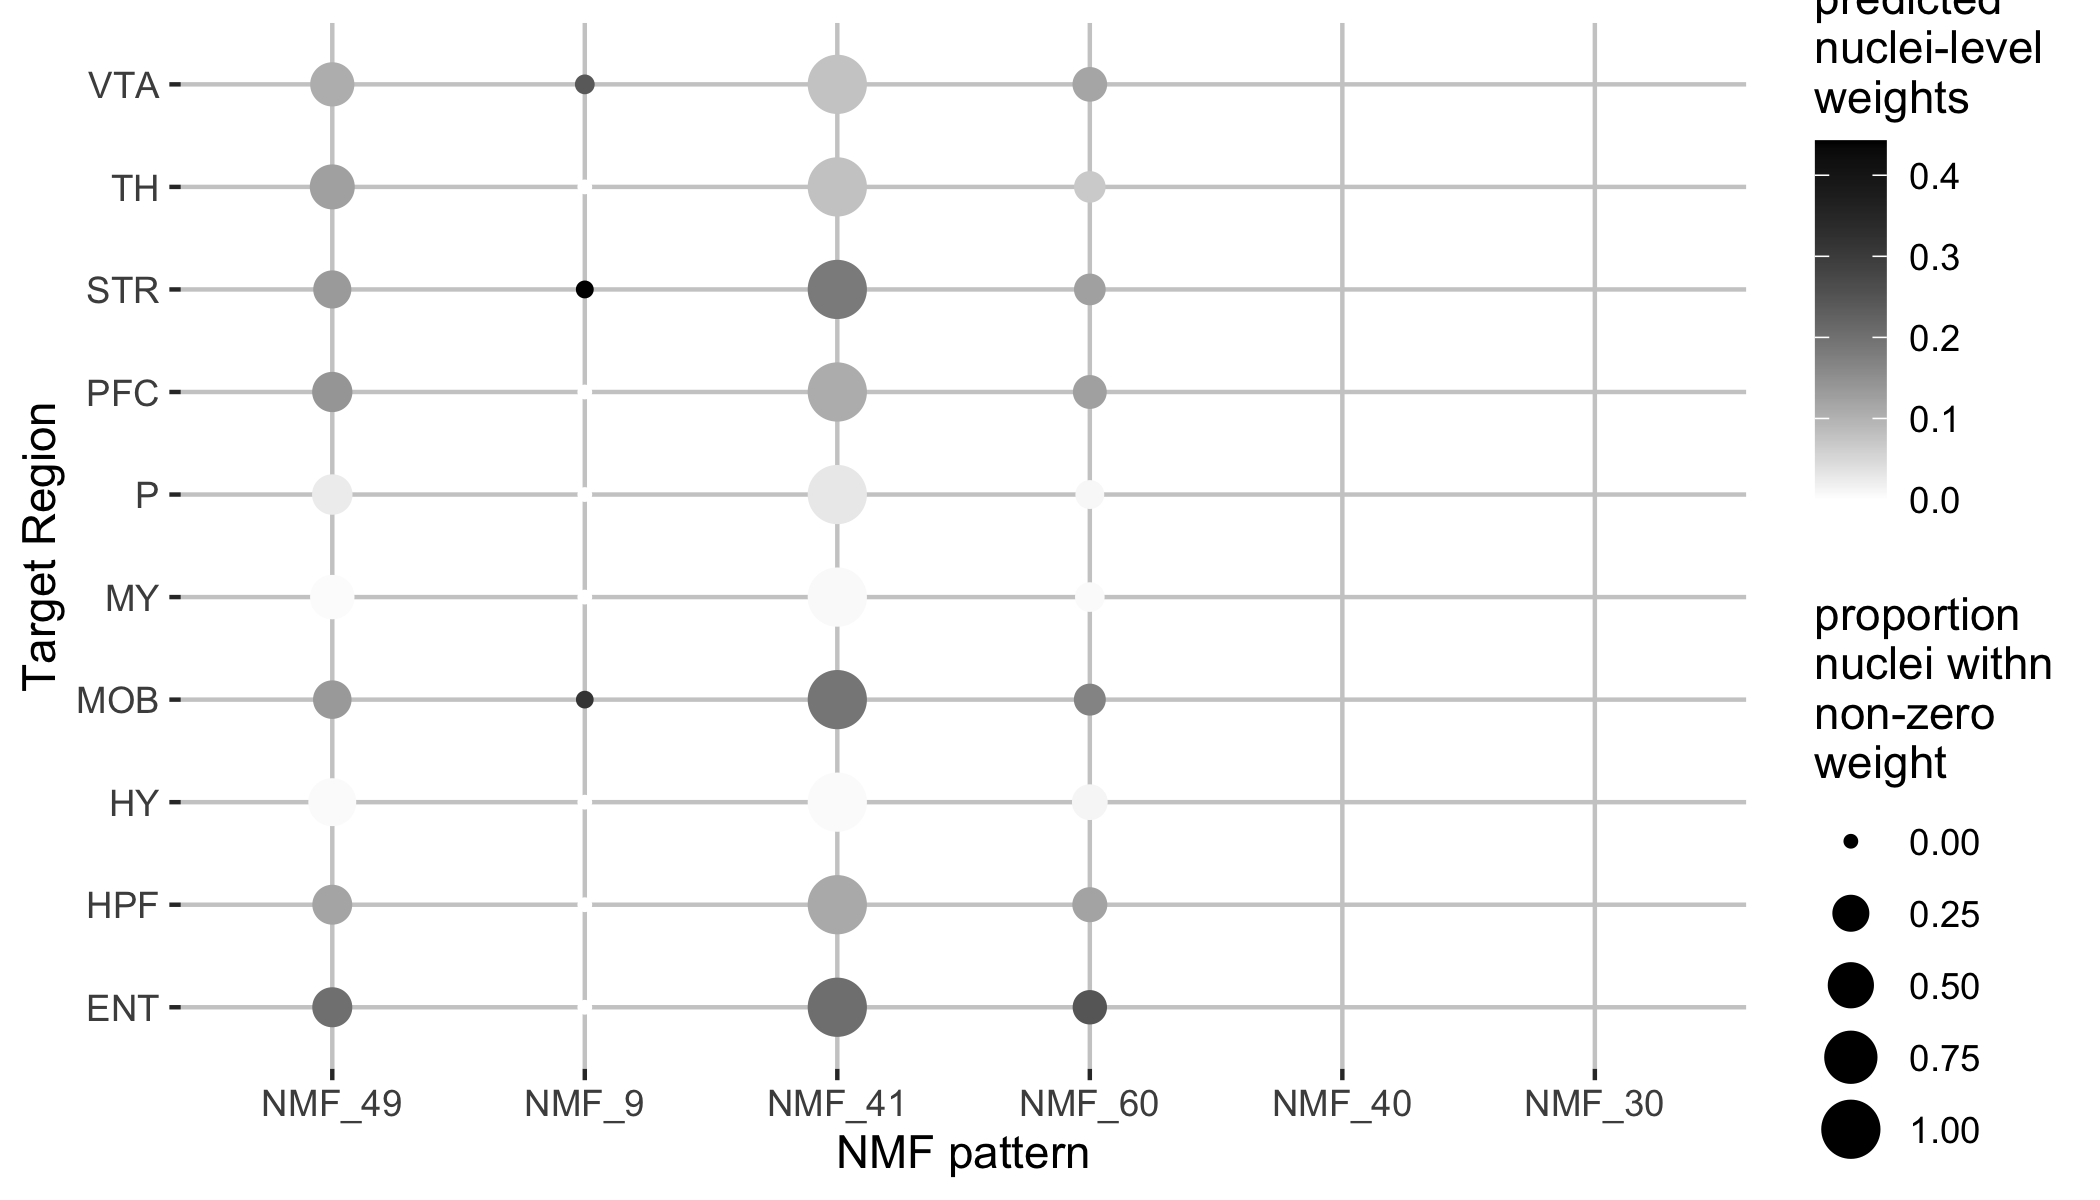 predicted
nuclei-level
weights
0.4
0.3
0.2
0.1
0.0
proportion
nuclei withn
non-zero
weight
0.00
0.25
0.50
0.75
1.00
Target Region
VTA
TH
STR
PFC
P
MY
MOB
HY
HPF
ENT
NMF_49 NMF_9 NMF_41 NMF_60 NMF_40 NMF_30
NMF pattern